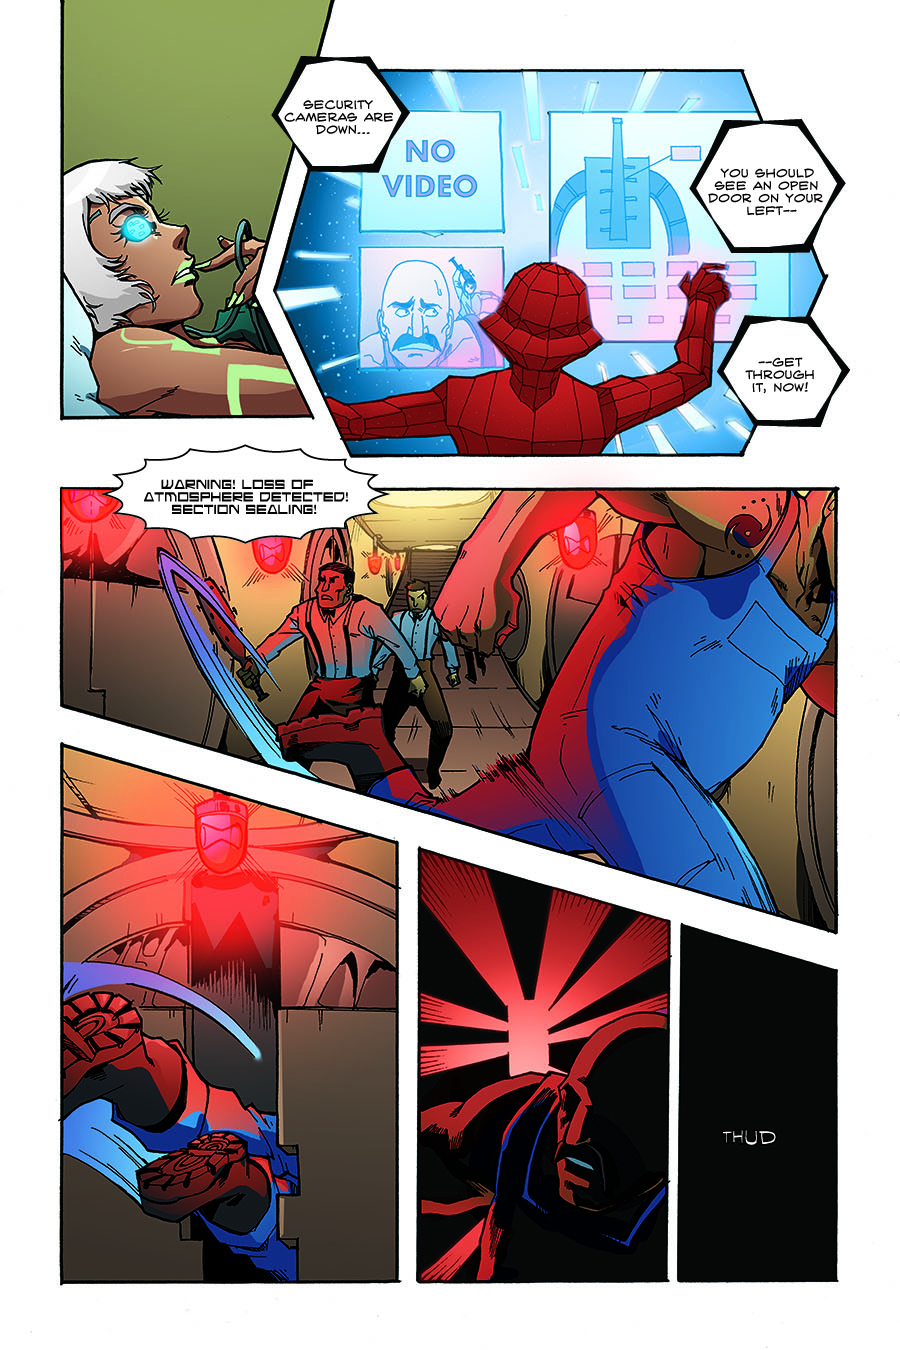 SECURITY
CAMERAS ARE
DOWN...
NO
VIDEO
YOU SHOULD
SEE AN OPEN
DOOR ON YOUR
LEFT--
--GET
THROUGH
IT, NOW!
WARNING! LOSS OF
ATMOSPHERE DETECTED!
SECTION SEALING!
THUD